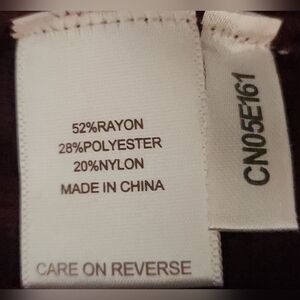 52%RAYON
28%POLYESTER
20%NYLON
MADE IN CHINA
CARE ON REVERSE
CN05E161